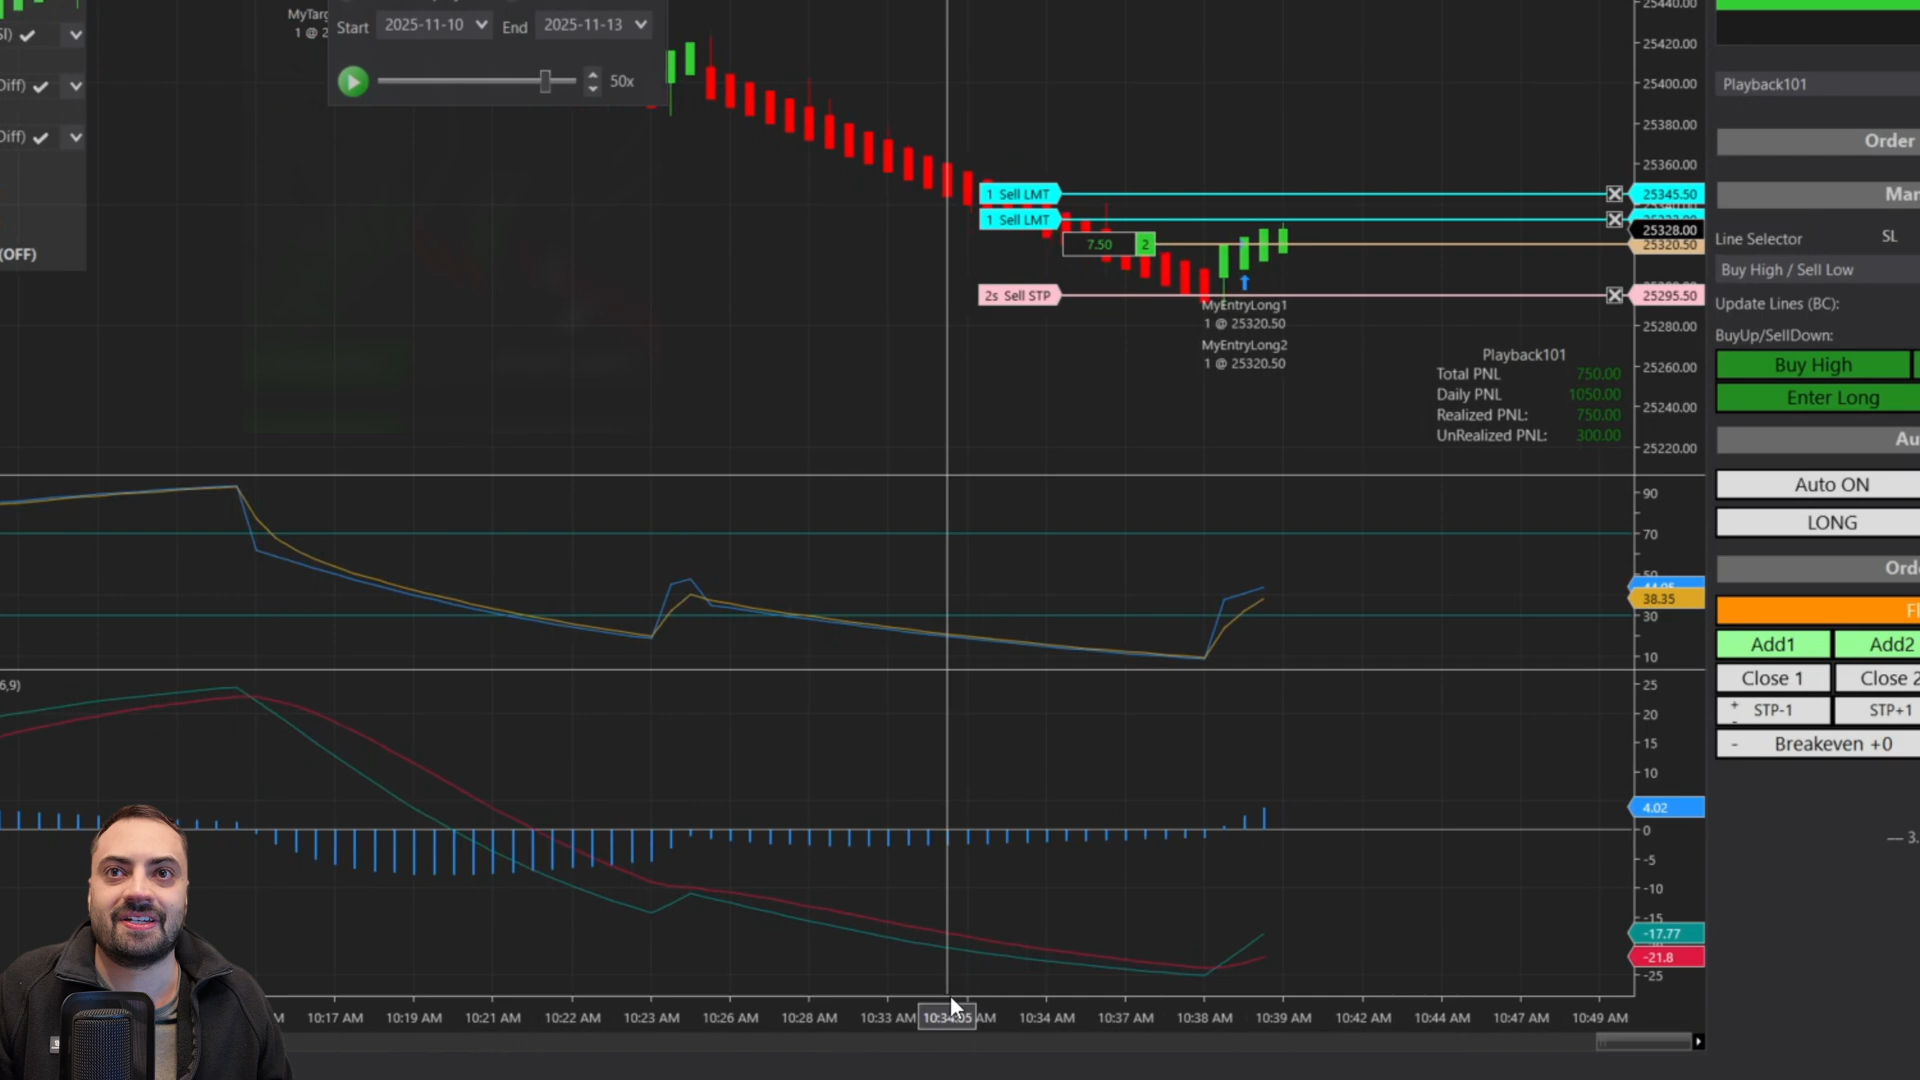 MyTarg
1 @ 2
Start 2025-11-10 End 2025-11-13
50x
SI)
Diff)
Diff)
(OFF)
1 Sell LMT
1 Sell LMT
7.50 2
2s Sell STP
MyEntryLong1
1 @ 25320.50
MyEntryLong2
1 @ 25320.50
Playback101
Total PNL 750.00
Daily PNL 1050.00
Realized PNL: 750.00
UnRealized PNL: 300.00
25440.00
25420.00
25400.00
25380.00
25360.00
25345.50
25328.00
25320.50
25295.50
25280.00
25260.00
25240.00
25220.00
90
70
50
38.35
30
10
6,9)
25
20
15
10
4.02
0
-5
-10
-15
-17.77
-21.8
-25
M 10:17 AM 10:19 AM 10:21 AM 10:22 AM 10:23 AM 10:26 AM 10:28 AM 10:33 AM 10:34:05 AM 10:34 AM 10:37 AM 10:38 AM 10:39 AM 10:42 AM 10:44 AM 10:47 AM 10:49 AM
Playback101
Order
Mar
Line Selector SL
Buy High / Sell Low
Update Lines (BC):
BuyUp/SellDown:
Buy High
Enter Long
Au
Auto ON
LONG
Ord
Fl
Add1 Add2
Close 1 Close 2
+ - STP-1 STP+1
- Breakeven +0
3.